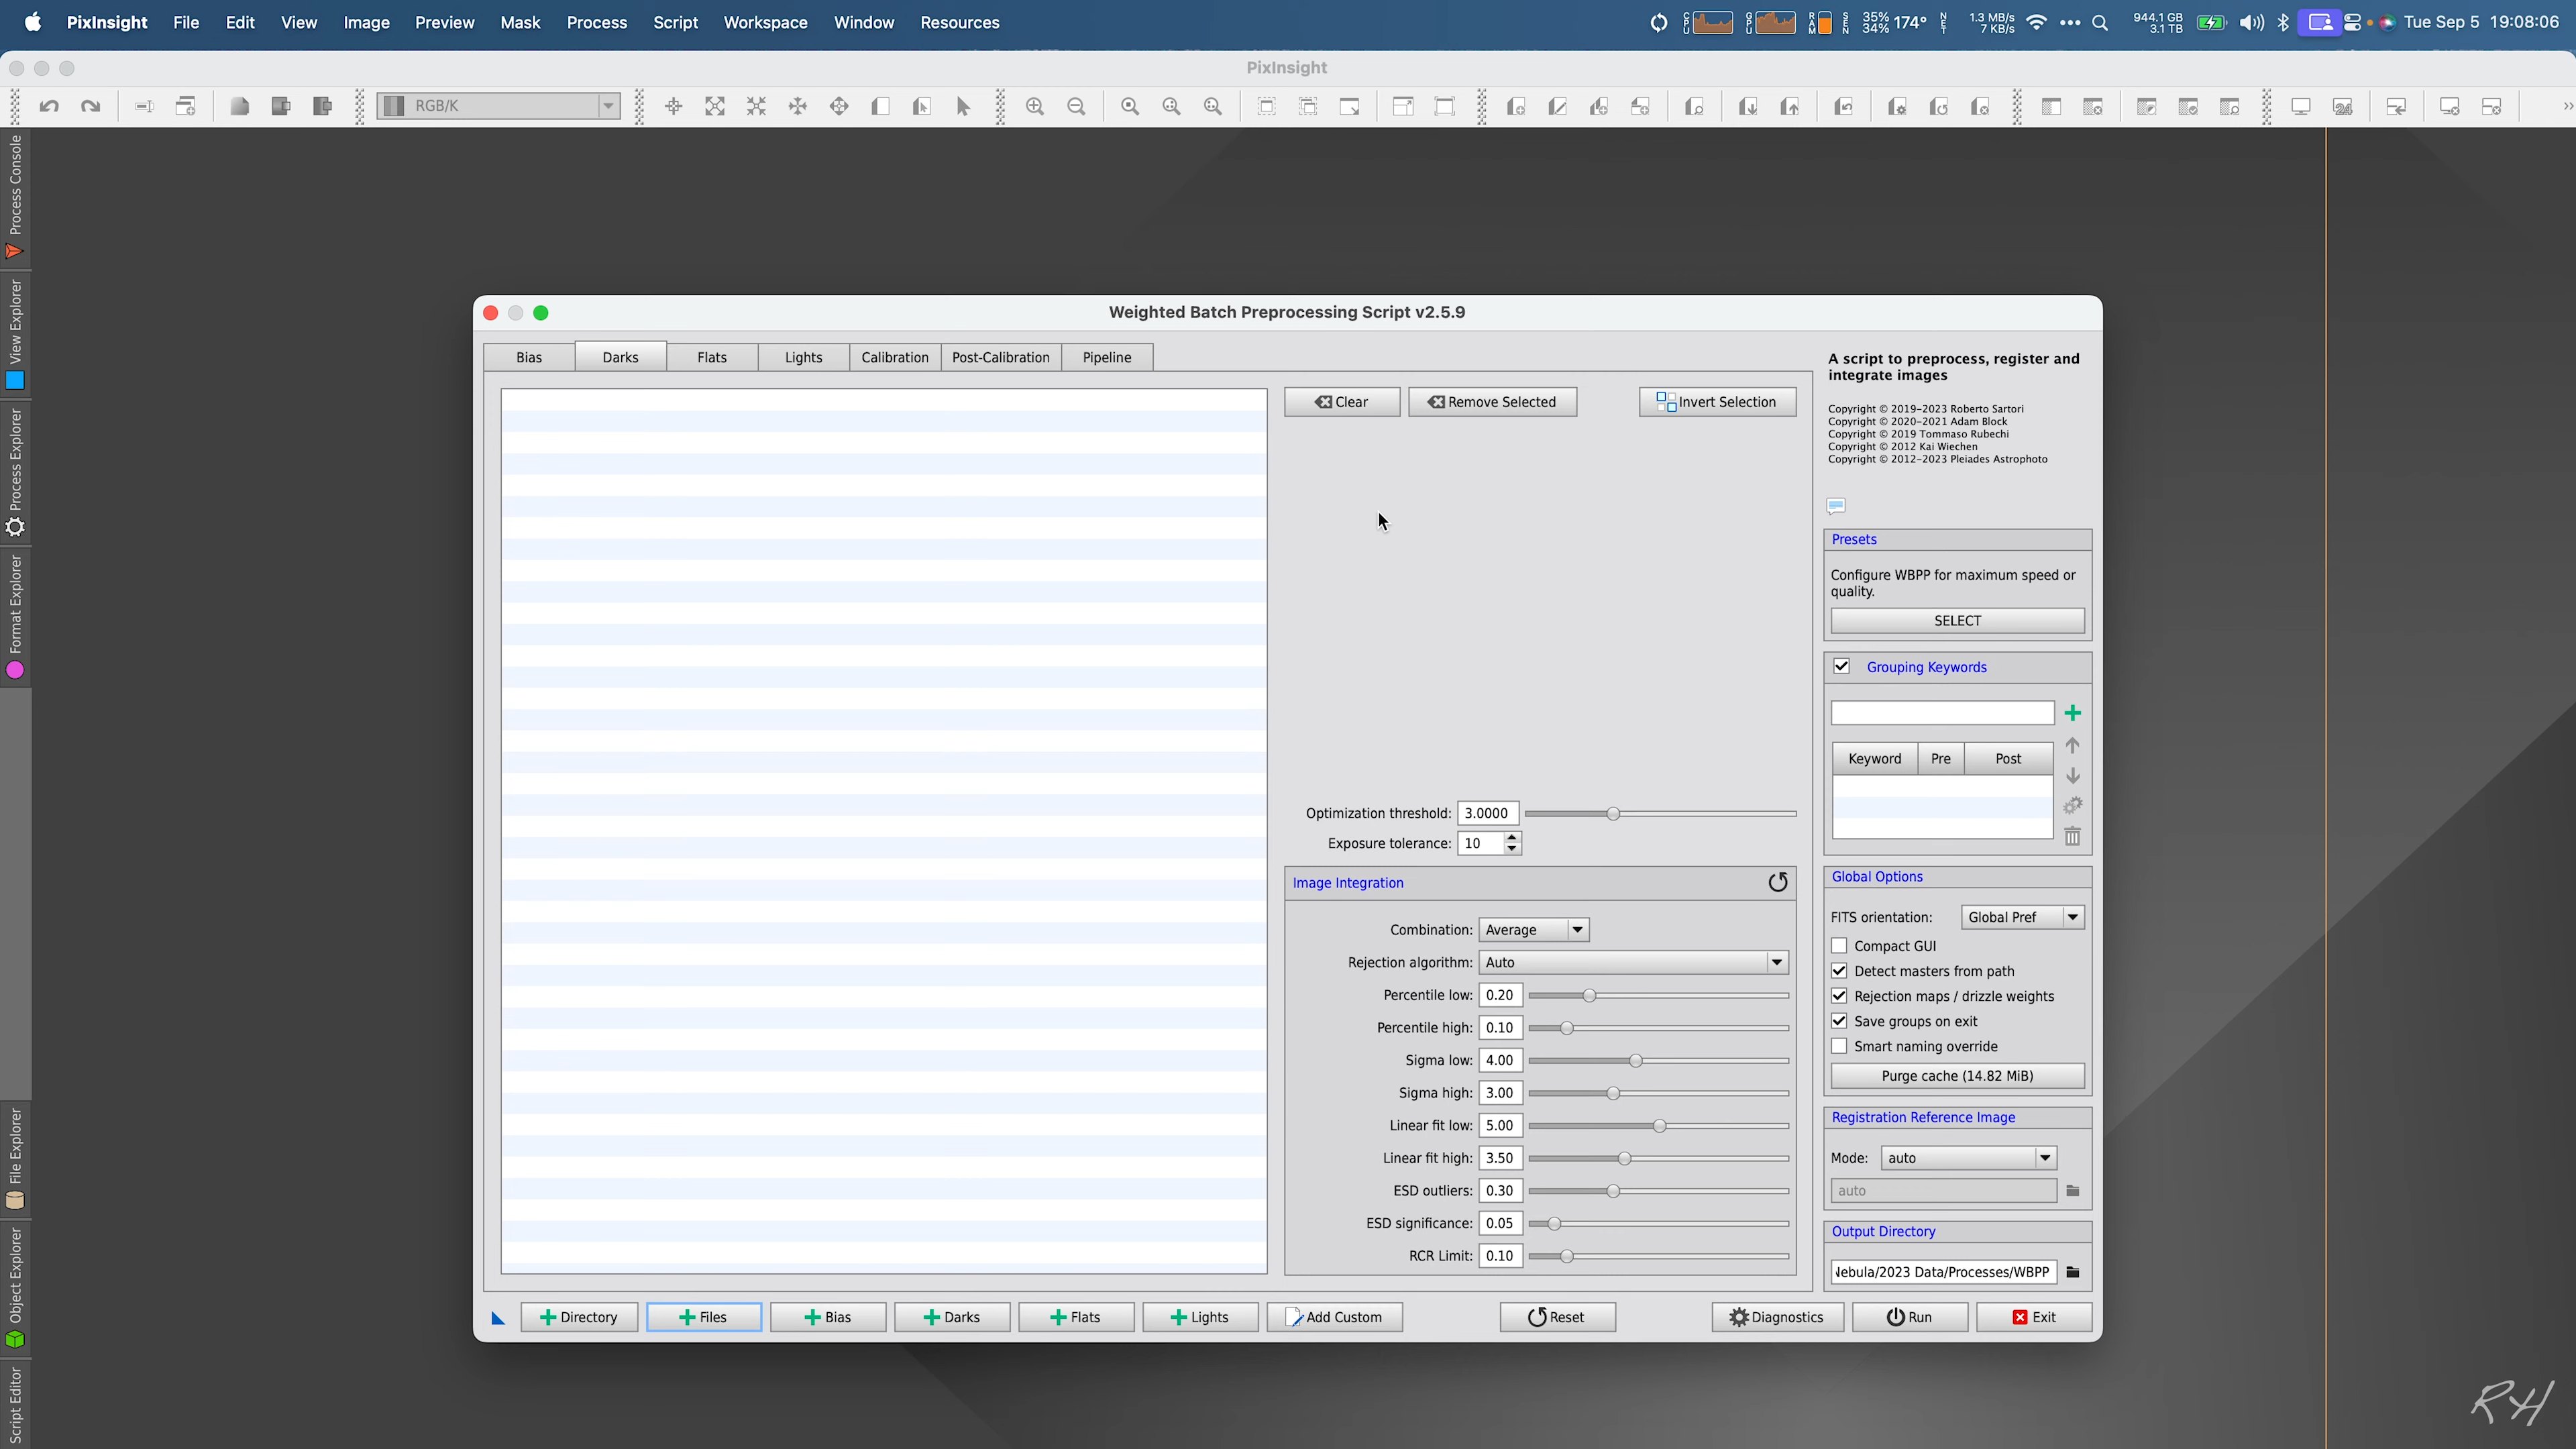 PixInsight File Edit View Image Preview Mask Process Script Workspace Window Resources
CPU GPU RAM SEN 35% 34% 174° NET 1.3 MB/s 7 KB/s 944.1 GB 3.1 TB Tue Sep 5 19:08:06
PixInsight
RGB/K
24
Process Console
View Explorer
Process Explorer
Format Explorer
File Explorer
Object Explorer
Script Editor
Weighted Batch Preprocessing Script v2.5.9
Bias Darks Flats Lights Calibration Post-Calibration Pipeline
Clear Remove Selected Invert Selection
Optimization threshold: 3.0000
Exposure tolerance: 10
Image Integration
Combination: Average
Rejection algorithm: Auto
Percentile low: 0.20
Percentile high: 0.10
Sigma low: 4.00
Sigma high: 3.00
Linear fit low: 5.00
Linear fit high: 3.50
ESD outliers: 0.30
ESD significance: 0.05
RCR Limit: 0.10
A script to preprocess, register and
integrate images
Copyright © 2019-2023 Roberto Sartori
Copyright © 2020-2021 Adam Block
Copyright © 2019 Tommaso Rubechi
Copyright © 2012 Kai Wiechen
Copyright © 2012-2023 Pleiades Astrophoto
Presets
Configure WBPP for maximum speed or
quality.
SELECT
Grouping Keywords
Keyword Pre Post
Global Options
FITS orientation: Global Pref
Compact GUI
Detect masters from path
Rejection maps / drizzle weights
Save groups on exit
Smart naming override
Purge cache (14.82 MiB)
Registration Reference Image
Mode: auto
auto
Output Directory
Nebula/2023 Data/Processes/WBPP
Directory Files Bias Darks Flats Lights Add Custom Reset Diagnostics Run Exit
RH